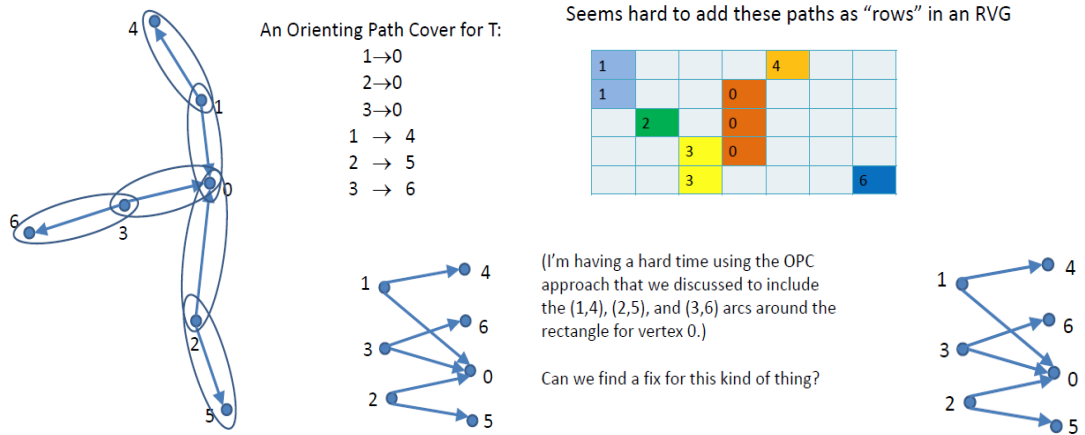 An Orienting Path Cover for T:
1→0
2→0
3→0
1 → 4
2 → 5
3 → 6
Seems hard to add these paths as “rows” in an RVG
1 4
1 0
2 0
3 0
3 6
4
1
0
6
3
2
5
1
4
6
3
0
2
5
(I’m having a hard time using the OPC
approach that we discussed to include
the (1,4), (2,5), and (3,6) arcs around the
rectangle for vertex 0.)
Can we find a fix for this kind of thing?
1
4
6
3
0
2
5